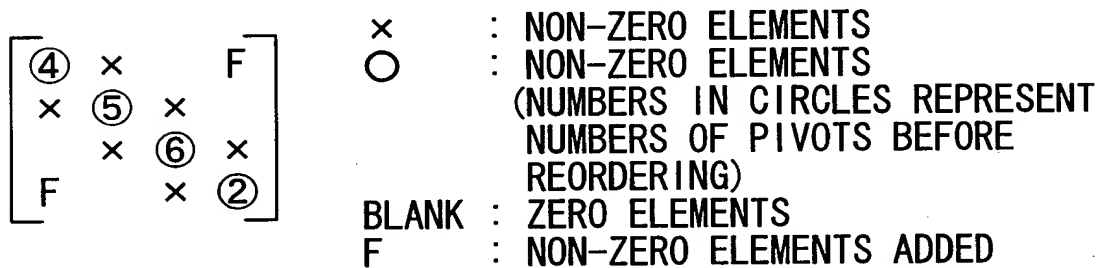 ④ × F
× ⑤ ×
× ⑥ ×
F × ②
× : NON-ZERO ELEMENTS
○ : NON-ZERO ELEMENTS
(NUMBERS IN CIRCLES REPRESENT
NUMBERS OF PIVOTS BEFORE
REORDERING)
BLANK : ZERO ELEMENTS
F : NON-ZERO ELEMENTS ADDED